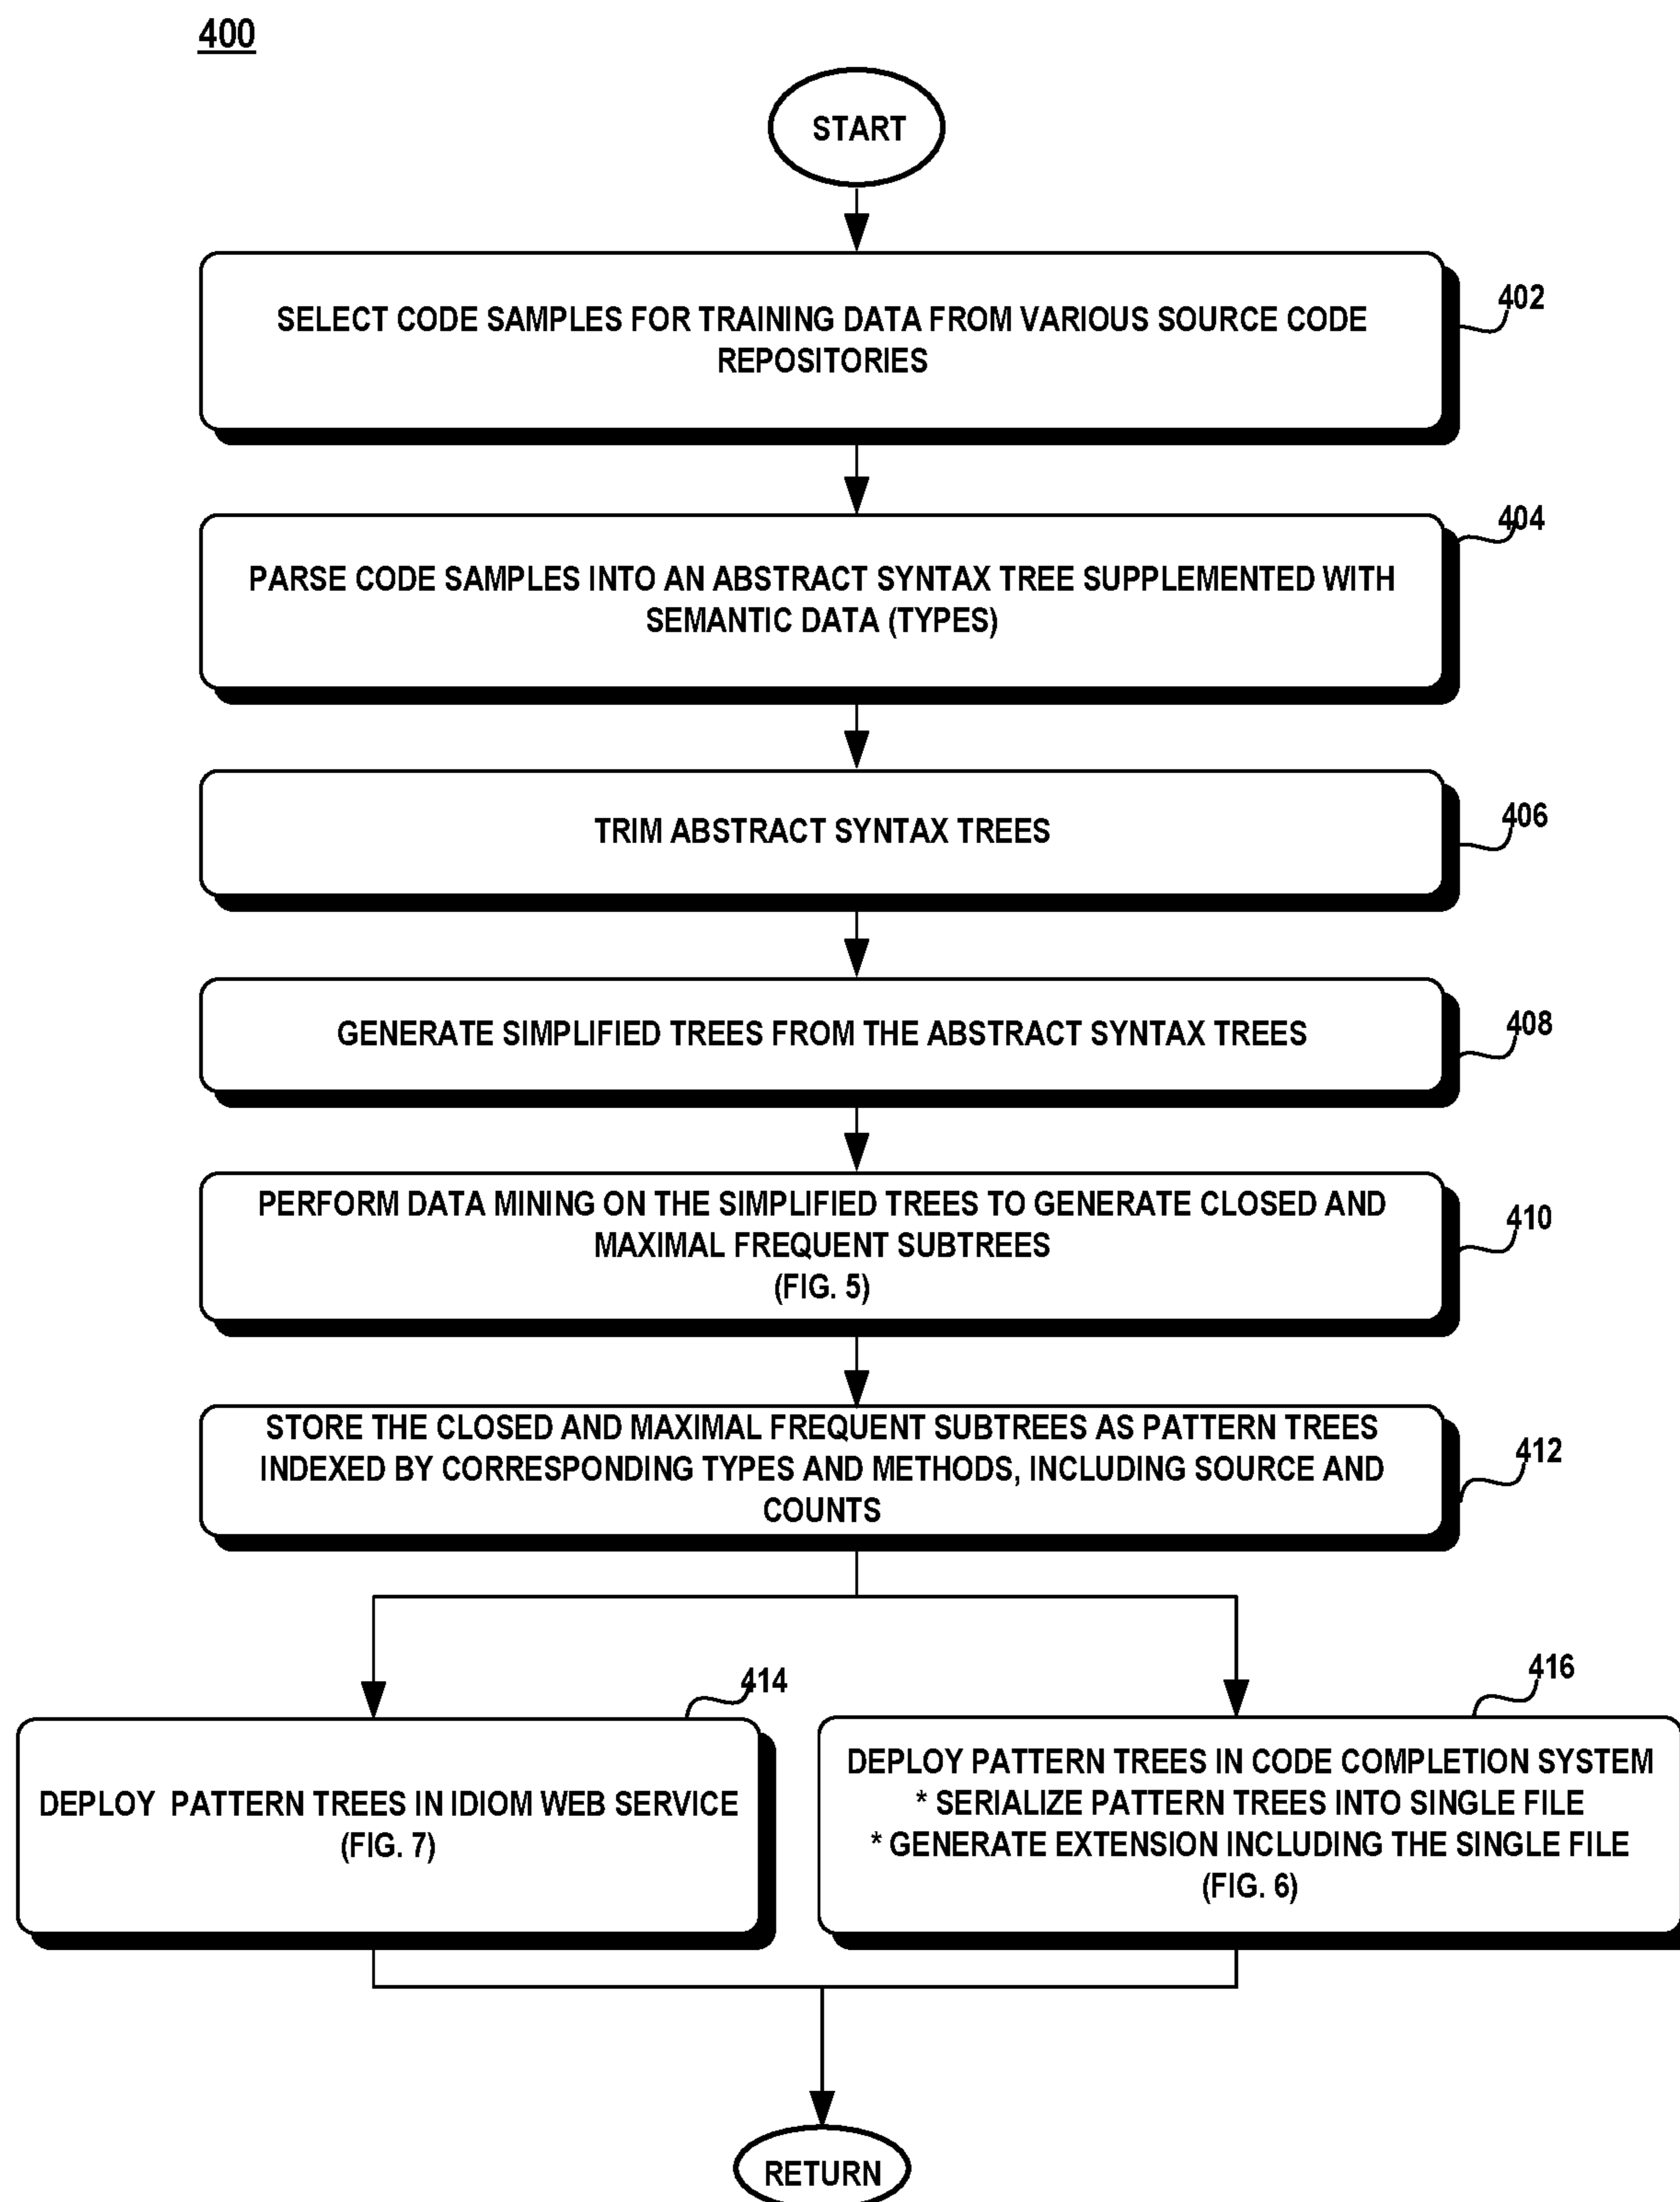 400
START
SELECT CODE SAMPLES FOR TRAINING DATA FROM VARIOUS SOURCE CODE
REPOSITORIES
402
PARSE CODE SAMPLES INTO AN ABSTRACT SYNTAX TREE SUPPLEMENTED WITH
SEMANTIC DATA (TYPES)
404
TRIM ABSTRACT SYNTAX TREES
406
GENERATE SIMPLIFIED TREES FROM THE ABSTRACT SYNTAX TREES
408
PERFORM DATA MINING ON THE SIMPLIFIED TREES TO GENERATE CLOSED AND
MAXIMAL FREQUENT SUBTREES
(FIG. 5)
410
STORE THE CLOSED AND MAXIMAL FREQUENT SUBTREES AS PATTERN TREES
INDEXED BY CORRESPONDING TYPES AND METHODS, INCLUDING SOURCE AND
COUNTS
412
414
DEPLOY PATTERN TREES IN IDIOM WEB SERVICE
(FIG. 7)
416
DEPLOY PATTERN TREES IN CODE COMPLETION SYSTEM
* SERIALIZE PATTERN TREES INTO SINGLE FILE
* GENERATE EXTENSION INCLUDING THE SINGLE FILE
(FIG. 6)
RETURN